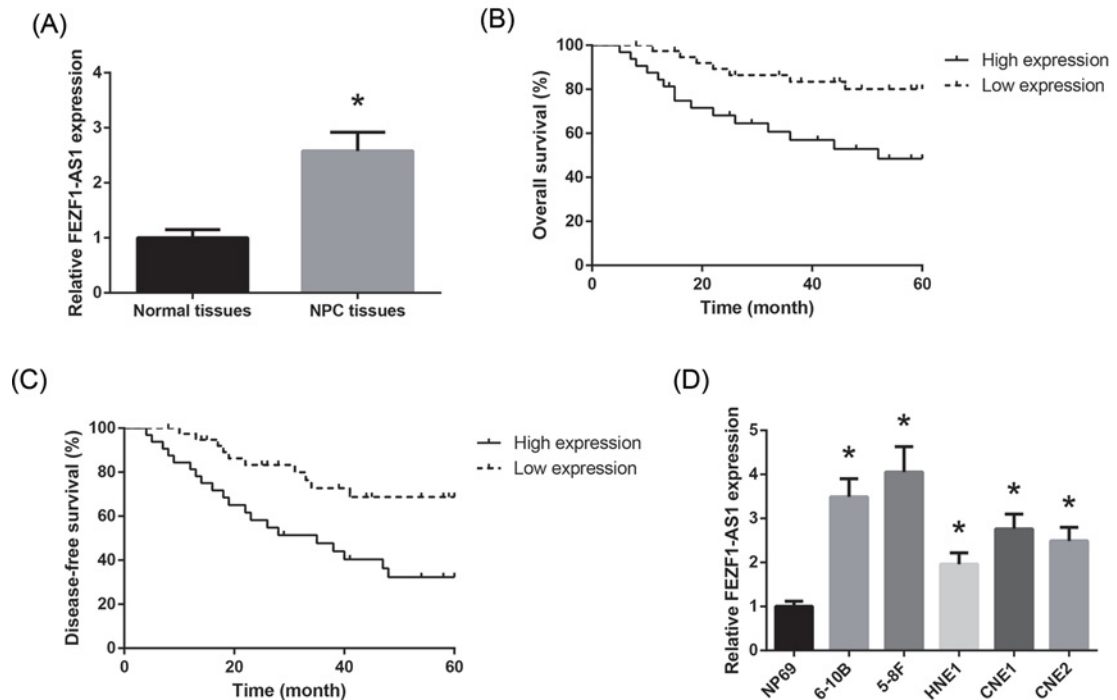 (A)
Relative FEZF1-AS1 expression
4
3
2
1
0
*
Normal tissues
NPC tissues
(B)
Overall survival (%)
100
80
60
40
20
0
0
20
40
60
Time (month)
High expression
Low expression
(C)
Disease-free survival (%)
100
80
60
40
20
0
0
20
40
60
Time (month)
High expression
Low expression
(D)
Relative FEZF1-AS1 expression
5
4
3
2
1
0
*
*
*
*
*
NP69
6-10B
5-8F
HNE1
CNE1
CNE2